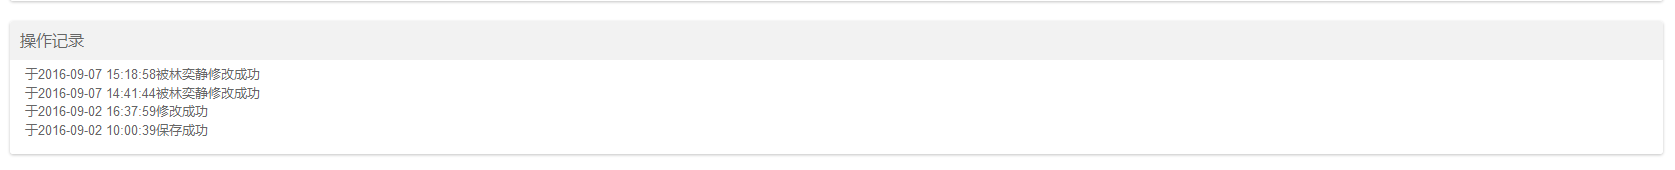 操作记录
于2016-09-07 15:18:58被林奕静修改成功
于2016-09-07 14:41:44被林奕静修改成功
于2016-09-02 16:37:59修改成功
于2016-09-02 10:00:39保存成功